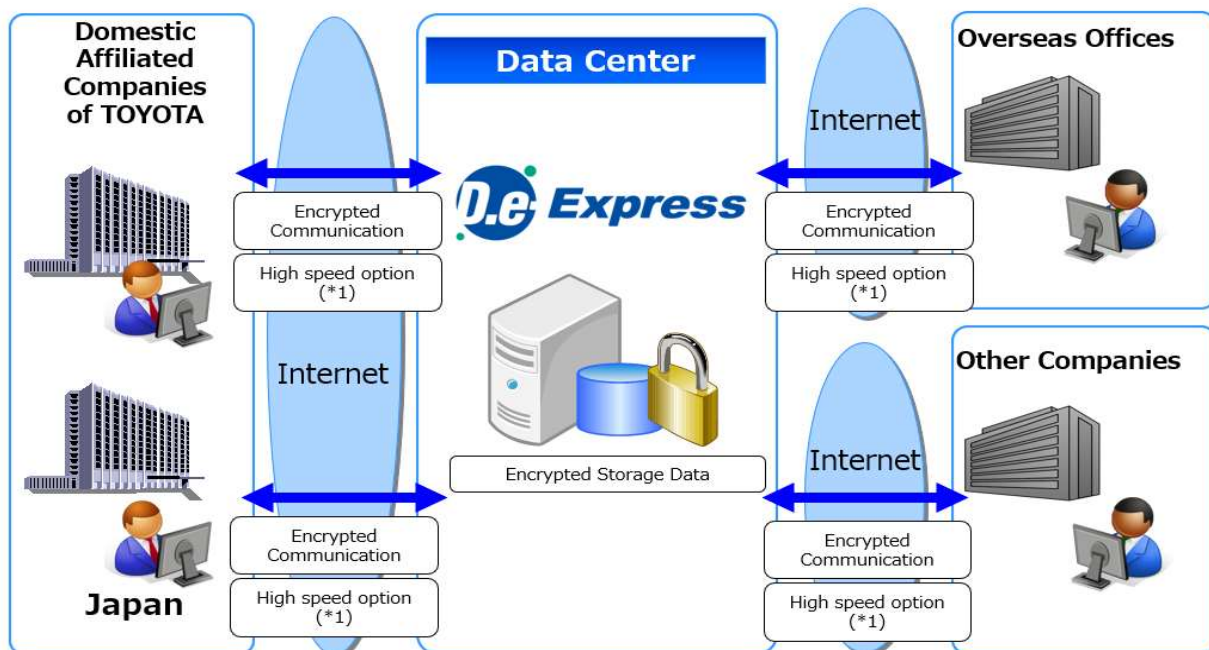 Domestic
Affiliated
Companies
of TOYOTA
Encrypted
Communication
High speed option
(*1)
Internet
Encrypted
Communication
High speed option
(*1)
Japan
Data Center
D.e Express
Encrypted Storage Data
Internet
Encrypted
Communication
High speed option
(*1)
Overseas Offices
Internet
Encrypted
Communication
High speed option
(*1)
Other Companies